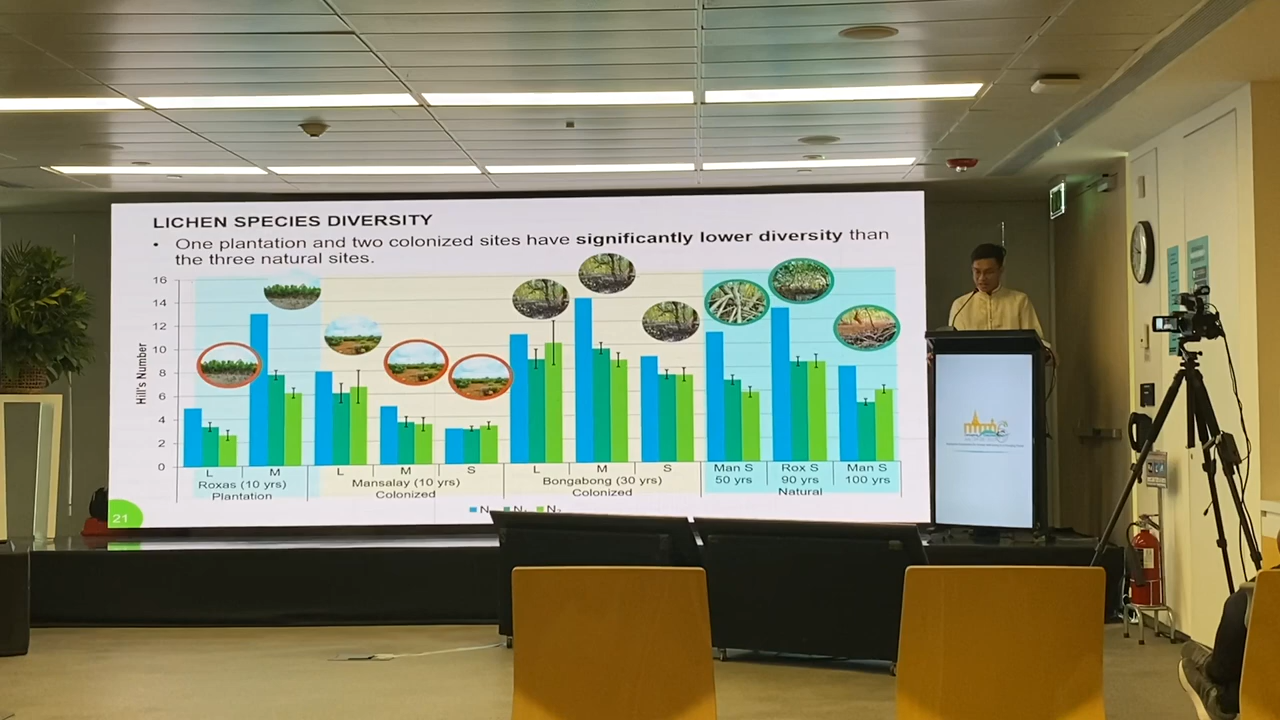 LICHEN SPECIES DIVERSITY
• One plantation and two colonized sites have significantly lower diversity than
the three natural sites.
Hill's Number
16
14
12
10
8
6
4
2
0
L M L M S L M S Man S Rox S Man S
50 yrs 90 yrs 100 yrs
Roxas (10 yrs) Mansalay (10 yrs) Bongabong (30 yrs)
Plantation Colonized Colonized Natural
21